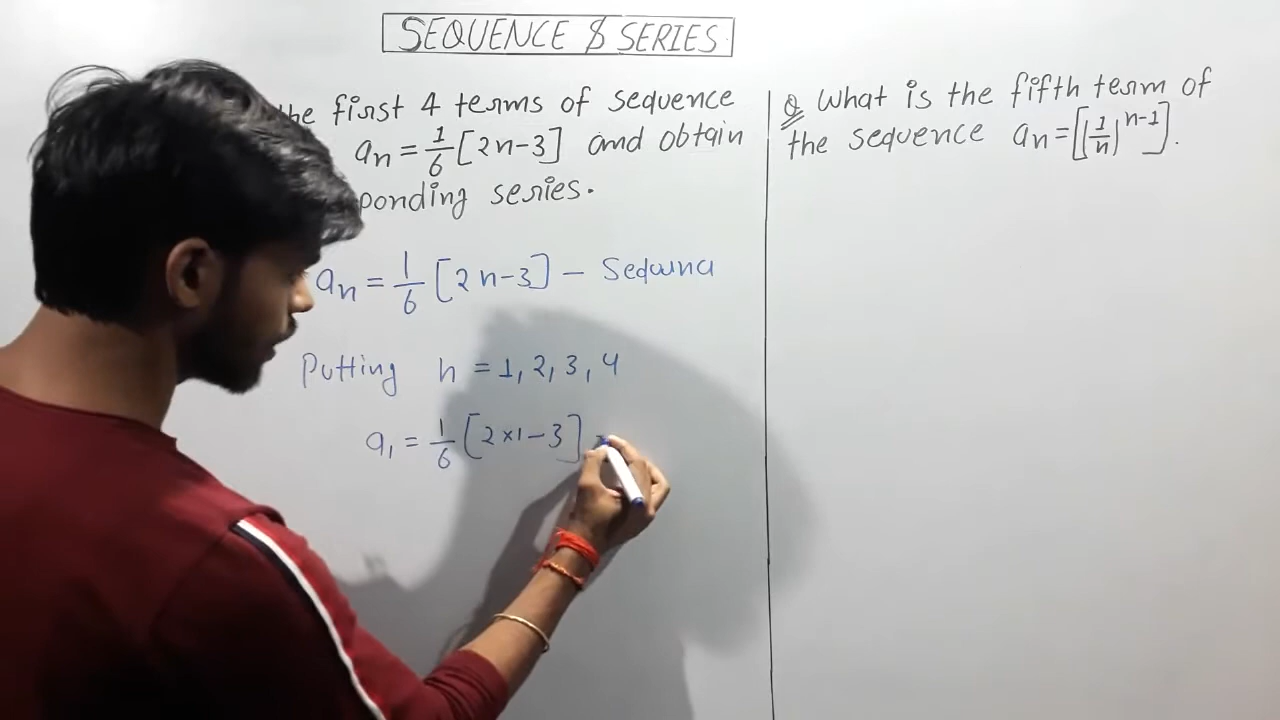 SEQUENCE & SERIES
the first 4 terms of sequence
an = 1/6 [2n-3] and obtain
ponding series.
an = 1/6 [2n-3] -
Putting n = 1, 2, 3, 4
a1 = 1/6 [2×1-3]
Q What is the fifth term of
the sequence an = [|1/n|^(n-1)].